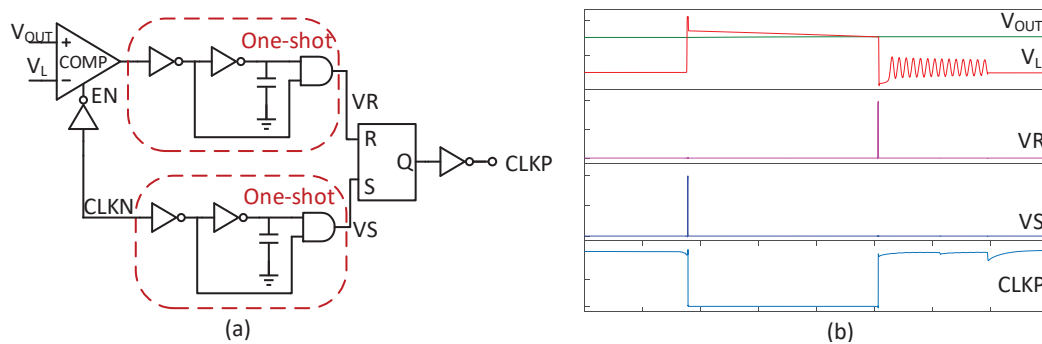 V_OUT
V_L
COMP
EN
One-shot
VR
R
S
Q
CLKP
CLKN
One-shot
VS
(a)
V_OUT
V_L
VR
VS
CLKP
(b)